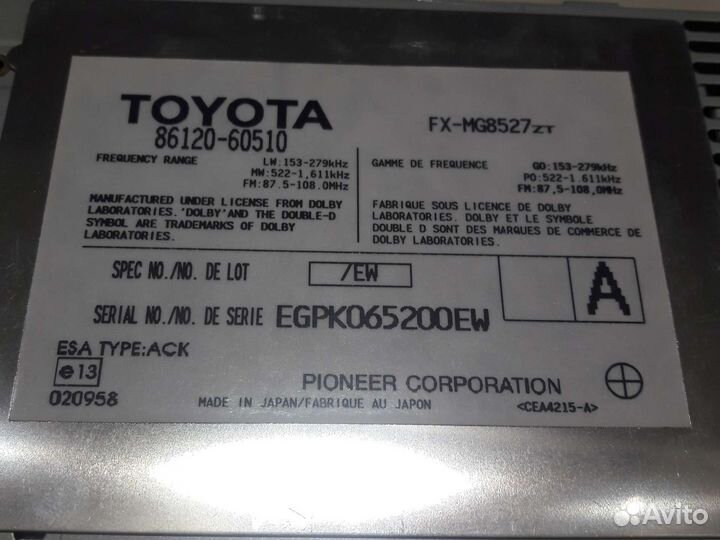 TOYOTA
86120-60510
FX-MG8527ZT
FREQUENCY RANGE
LW:153-279kHz
MW:522-1,611kHz
FM:87.5-108.0MHz
GAMME DE FREQUENCE
GO:153-279kHz
PO:522-1.611kHz
FM:87,5-108,0MHz
MANUFACTURED UNDER LICENSE FROM DOLBY
LABORATORIES. 'DOLBY'AND THE DOUBLE-D
SYMBOL ARE TRADEMARKS OF DOLBY
LABORATORIES.
FABRIQUE SOUS LICENCE DE DOLBY
LABORATORIES. DOLBY ET LE SYMBOLE
DOUBLE D SONT DES MARQUES DE COMMERCE DE
DOLBY LABORATORIES.
SPEC NO./NO. DE LOT /EW
A
SERIAL NO./NO. DE SERIE EGPK065200EW
ESA TYPE:ACK
e13
020958
PIONEER CORPORATION
MADE IN JAPAN/FABRIQUE AU JAPON
<CEA4215-A>
Avito